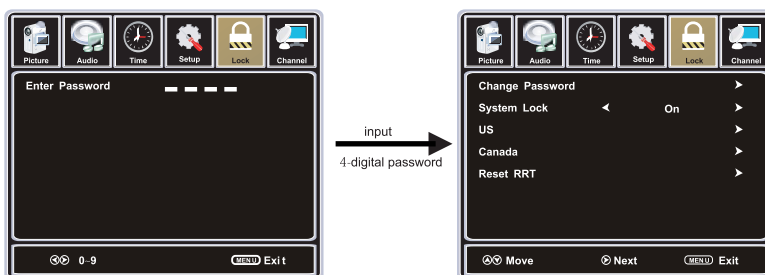 Picture Audio Time Setup Lock Channel
Enter Password
0~9 MENU Exit
input
4-digital password
Picture Audio Time Setup Lock Channel
Change Password
System Lock On
US
Canada
Reset RRT
Move Next MENU Exit